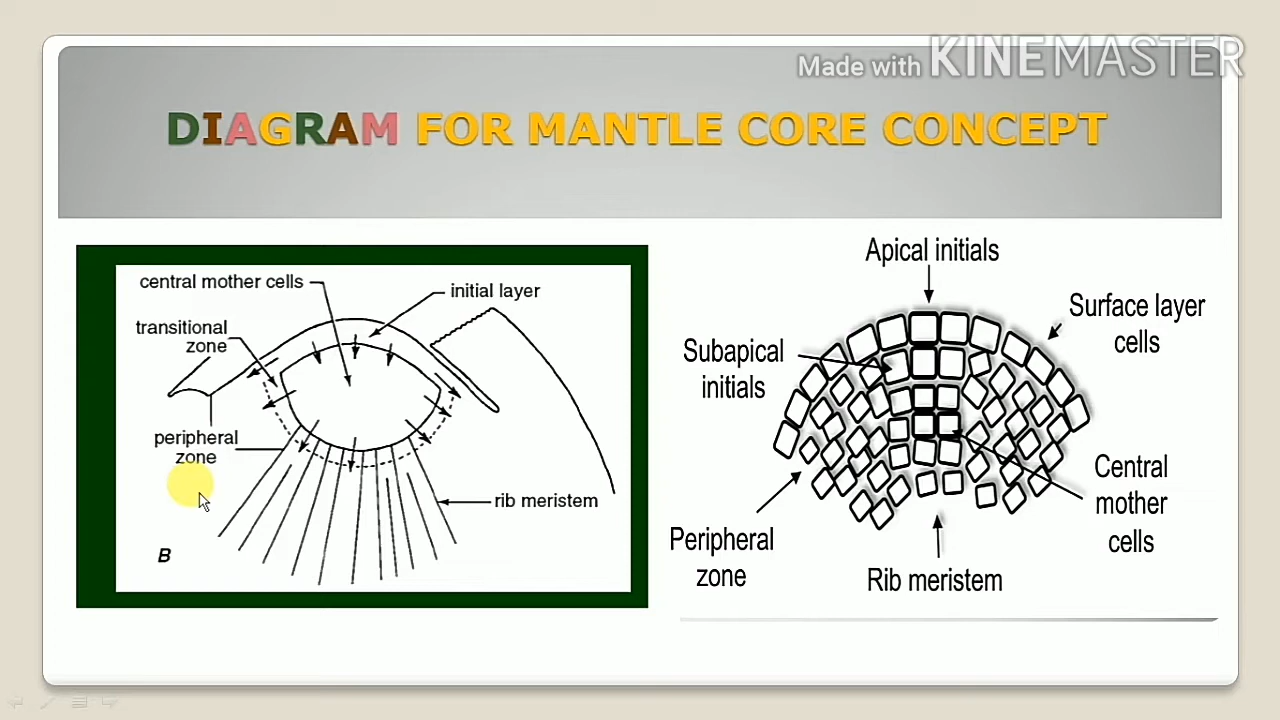 Made with KINEMASTER
DIAGRAM FOR MANTLE CORE CONCEPT
central mother cells
initial layer
transitional
zone
peripheral
zone
rib meristem
B
Apical initials
Surface layer
cells
Subapical
initials
Central
mother
cells
Peripheral
zone
Rib meristem